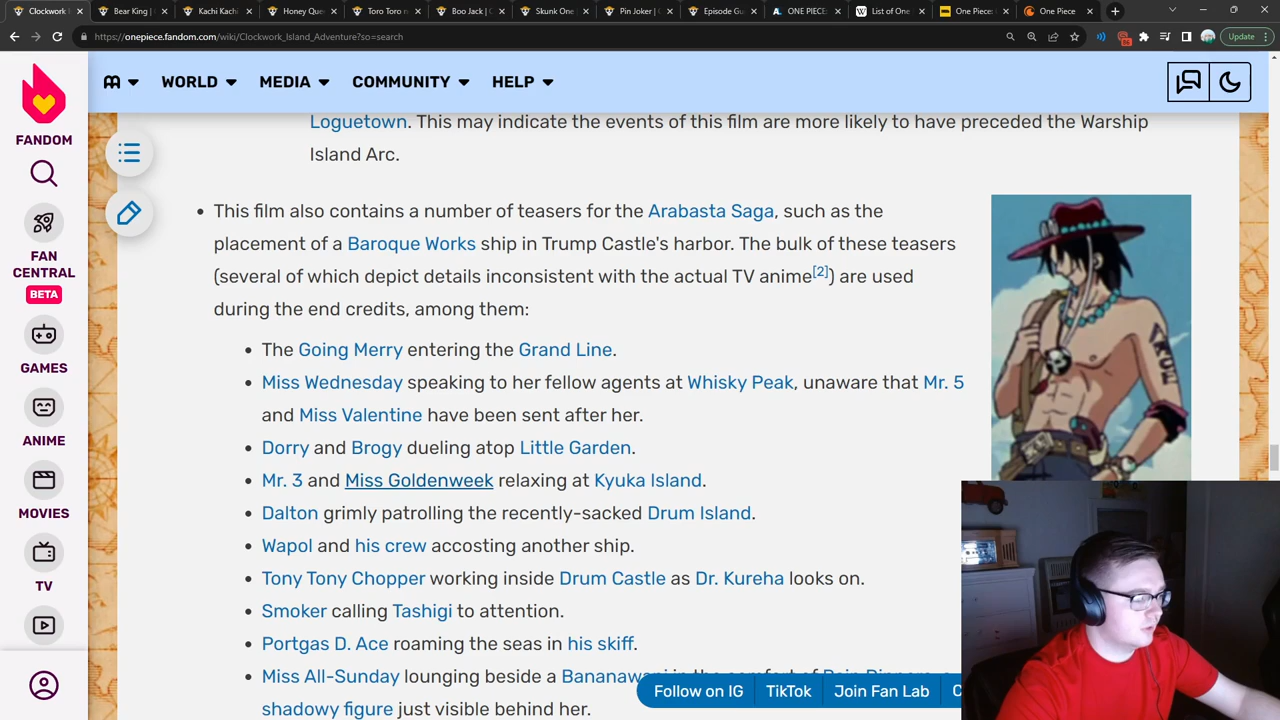 Clockwork I
Bear King |
Kachi Kachi
Honey Que
Toro Toro n
Boo Jack |
Skunk One
Pin Joker |
Episode Gu
ONE PIECE
List of One
One Piece:
One Piece
https://onepiece.fandom.com/wiki/Clockwork_Island_Adventure?so=search
Update
WORLD
MEDIA
COMMUNITY
HELP
FANDOM
FAN
CENTRAL
BETA
GAMES
ANIME
MOVIES
TV
Loguetown. This may indicate the events of this film are more likely to have preceded the Warship
Island Arc.
This film also contains a number of teasers for the Arabasta Saga, such as the
placement of a Baroque Works ship in Trump Castle's harbor. The bulk of these teasers
(several of which depict details inconsistent with the actual TV anime[2]) are used
during the end credits, among them:
The Going Merry entering the Grand Line.
Miss Wednesday speaking to her fellow agents at Whisky Peak, unaware that Mr. 5
and Miss Valentine have been sent after her.
Dorry and Brogy dueling atop Little Garden.
Mr. 3 and Miss Goldenweek relaxing at Kyuka Island.
Dalton grimly patrolling the recently-sacked Drum Island.
Wapol and his crew accosting another ship.
Tony Tony Chopper working inside Drum Castle as Dr. Kureha looks on.
Smoker calling Tashigi to attention.
Portgas D. Ace roaming the seas in his skiff.
Miss All-Sunday lounging beside a Bananawani in the comfort of Rain Dinners
shadowy figure just visible behind her.
Follow on IG
TikTok
Join Fan Lab